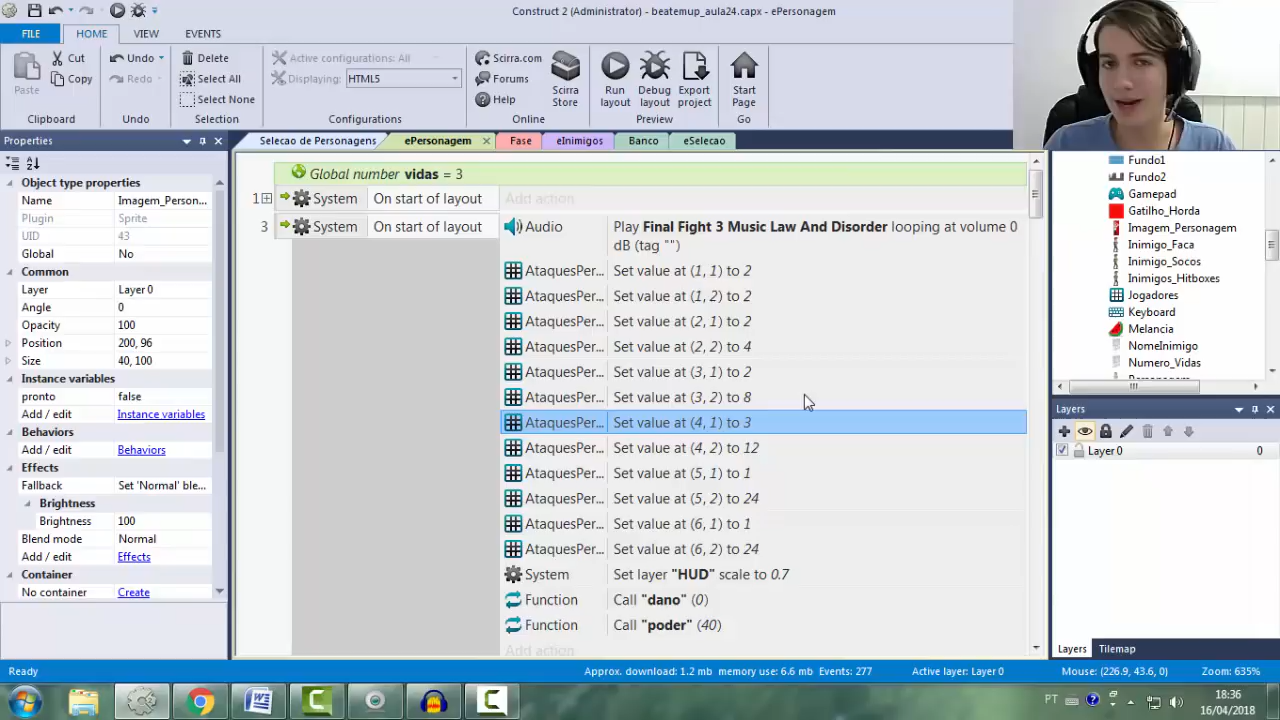 Construct 2 (Administrator) - beatemup_aula24.capx - ePersonagem
FILE HOME VIEW EVENTS
Paste Cut Copy Clipboard
Undo Redo Undo
Delete Select All Select None Selection
Active configurations: All
Displaying: HTML5
Configurations
Scirra.com Forums Help Scirra Store Online
Run layout Debug layout Export project Preview
Start Page Go
Properties
Object type properties
Name Imagem_Person...
Plugin Sprite
UID 43
Global No
Common
Layer Layer 0
Angle 0
Opacity 100
Position 200, 96
Size 40, 100
Instance variables
pronto false
Add / edit Instance variables
Behaviors
Add / edit Behaviors
Effects
Fallback Set 'Normal' ble...
Brightness
Brightness 100
Blend mode Normal
Add / edit Effects
Container
No container Create
Selecao de Personagens ePersonagem Fase eInimigos Banco eSelecao
Global number vidas = 3
1 System On start of layout Add action
3 System On start of layout Audio Play Final Fight 3 Music Law And Disorder looping at volume 0
dB (tag "")
AtaquesPer... Set value at (1, 1) to 2
AtaquesPer... Set value at (1, 2) to 2
AtaquesPer... Set value at (2, 1) to 2
AtaquesPer... Set value at (2, 2) to 4
AtaquesPer... Set value at (3, 1) to 2
AtaquesPer... Set value at (3, 2) to 8
AtaquesPer... Set value at (4, 1) to 3
AtaquesPer... Set value at (4, 2) to 12
AtaquesPer... Set value at (5, 1) to 1
AtaquesPer... Set value at (5, 2) to 24
AtaquesPer... Set value at (6, 1) to 1
AtaquesPer... Set value at (6, 2) to 24
System Set layer "HUD" scale to 0.7
Function Call "dano" (0)
Function Call "poder" (40)
Add action
Fundo1
Fundo2
Gamepad
Gatilho_Horda
Imagem_Personagem
Inimigo_Faca
Inimigo_Socos
Inimigos_Hitboxes
Jogadores
Keyboard
Melancia
NomeInimigo
Numero_Vidas
Layers
Layer 0 0
Layers Tilemap
Ready Approx. download: 1.2 mb memory use: 6.6 mb Events: 277 Active layer: Layer 0 Mouse: (226.9, 43.6, 0) Zoom: 635%
PT 18:36
16/04/2018